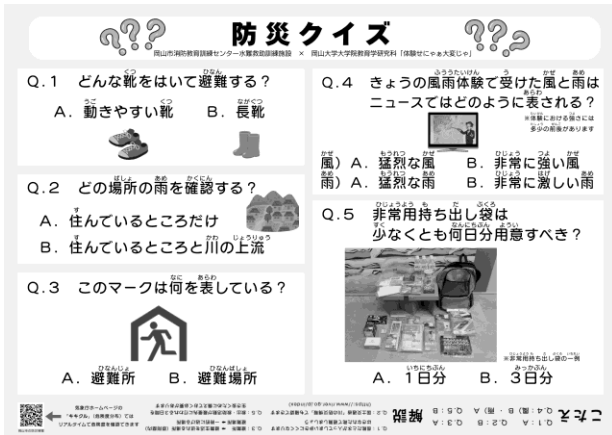 防災クイズ
岡山市消防教育訓練センター水難救助訓練施設 × 岡山大学大学院教育学研究科「体験せにゃぁ大変じゃ」
Q.1 どんな靴をはいて避難する?
A.動きやすい靴 B.長靴
Q.2 どの場所の雨を確認する?
A.住んでいるところだけ
B.住んでいるところと川の上流
Q.3 このマークは何を表している?
A.避難所 B.避難場所
Q.4 きょうの風雨体験で受けた風と雨は
ニュースではどのように表される?
※体験における強さには
多少の前後があります
風)A.猛烈な風 B.非常に強い風
雨)A.猛烈な雨 B.非常に激しい雨
Q.5 非常用持ち出し袋は
少なくとも何日分用意すべき?
※非常用持ち出し袋の一例
A.1日分 B.3日分
気象庁ホームページの
「キキクル」(危険度分布)では
リアルタイムで危険度を確認できます
こたえ
Q.1:A Q.2:B Q.3:A
Q.4:風)B・雨)A Q.5:B
解説